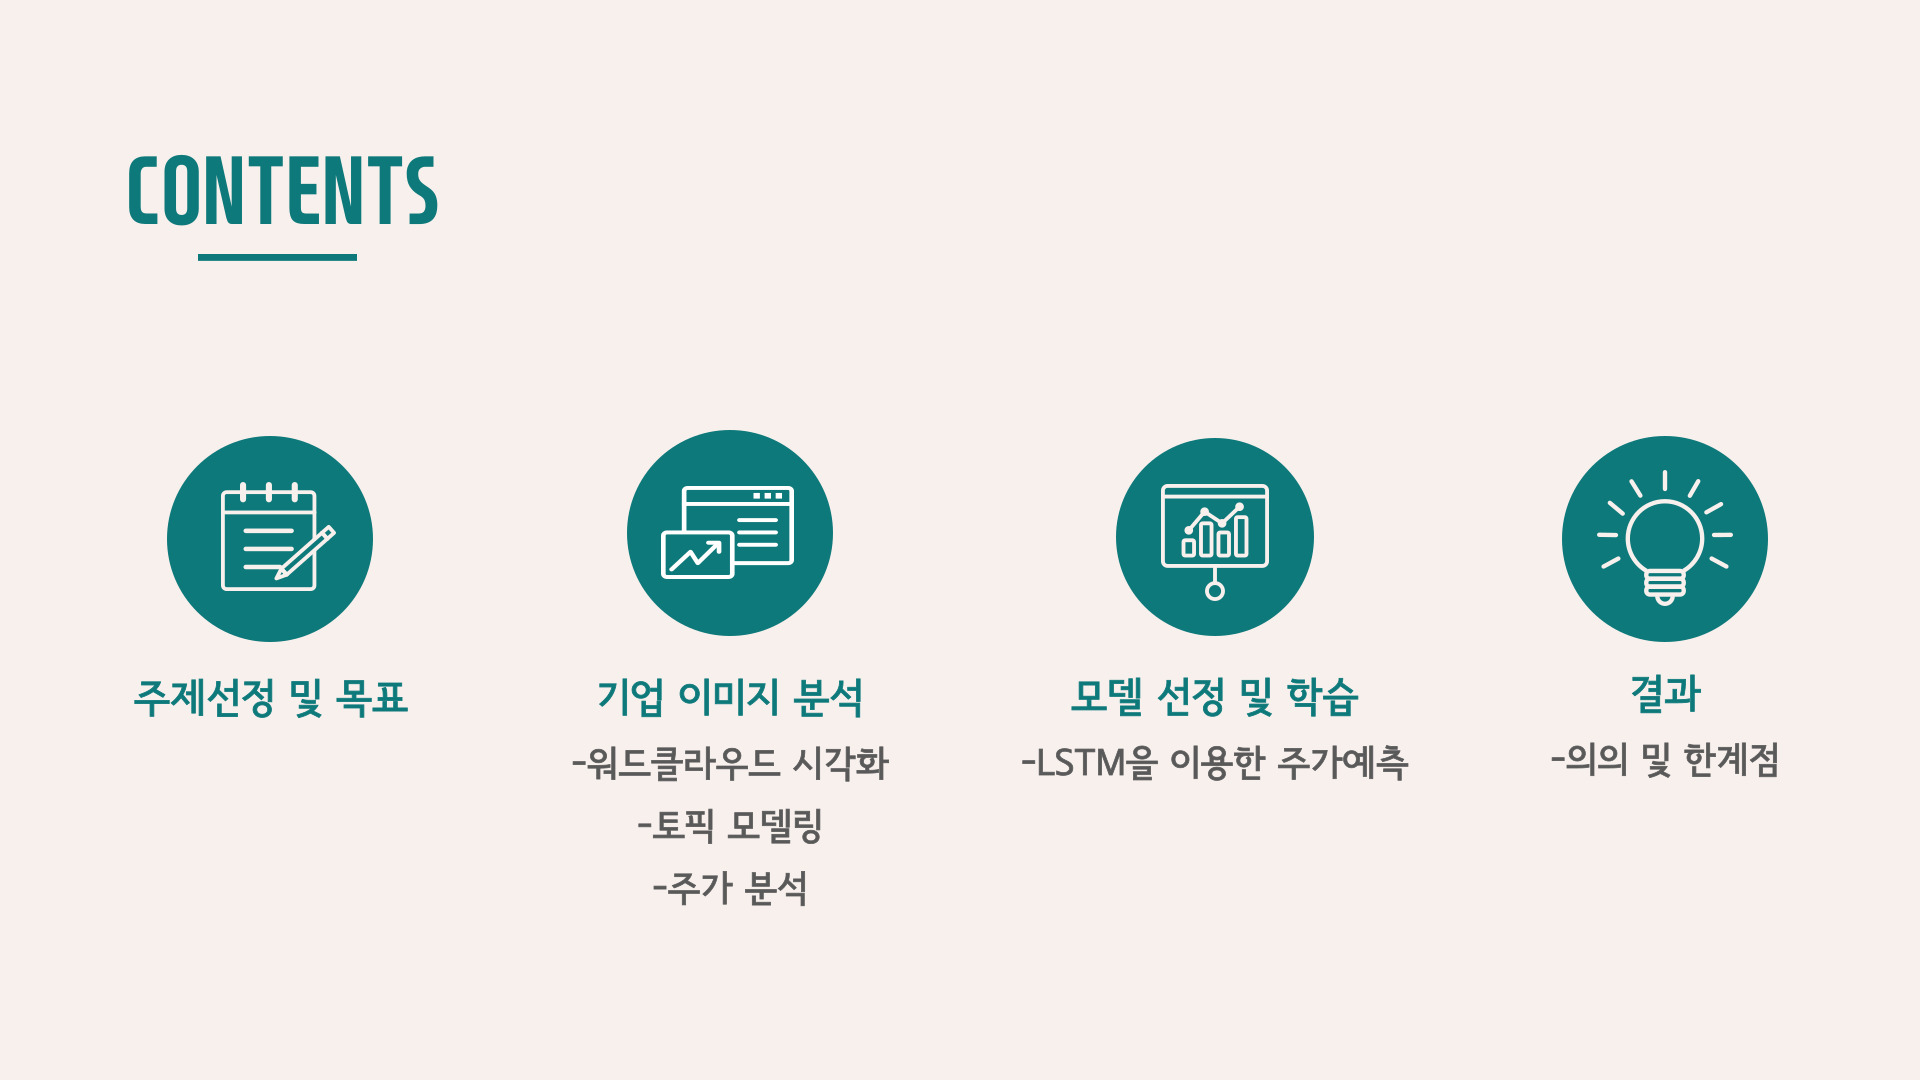 CONTENTS
주제선정 및 목표
기업 이미지 분석
-워드클라우드 시각화
-토픽 모델링
-주가 분석
모델 선정 및 학습
-LSTM을 이용한 주가예측
결과
-의의 및 한계점